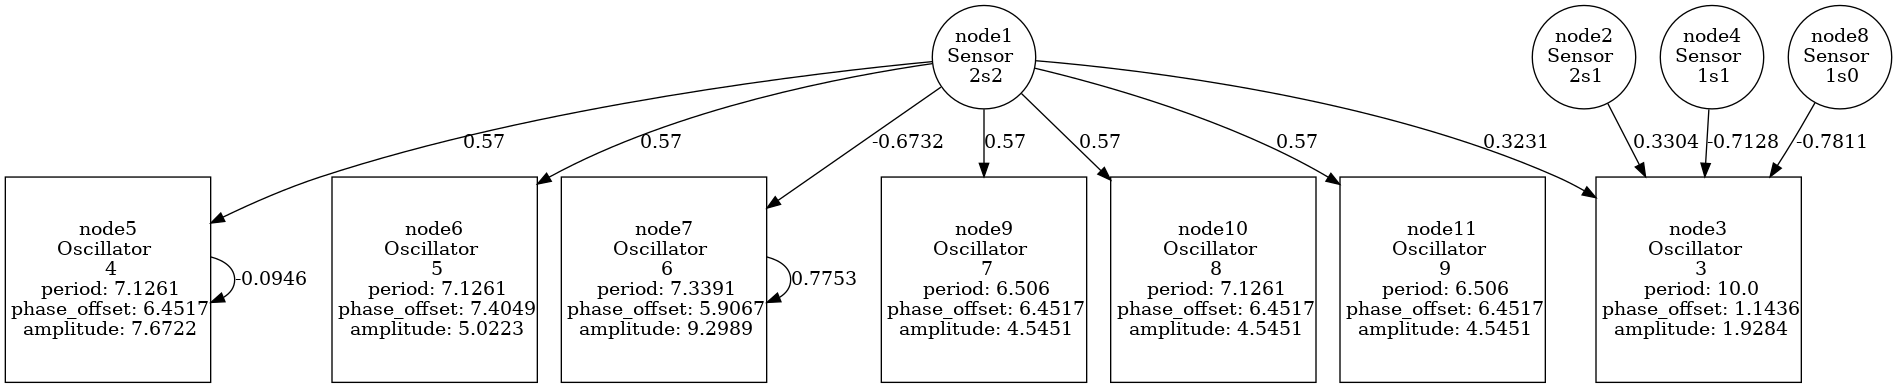 node1
Sensor
2s2
node2
Sensor
2s1
node4
Sensor
1s1
node8
Sensor
1s0
0.57
0.57
-0.6732
0.57
0.57
0.57
0.3231
0.3304
-0.7128
-0.7811
node5
Oscillator
4
period: 7.1261
phase_offset: 6.4517
amplitude: 7.6722
-0.0946
node6
Oscillator
5
period: 7.1261
phase_offset: 7.4049
amplitude: 5.0223
node7
Oscillator
6
period: 7.3391
phase_offset: 5.9067
amplitude: 9.2989
0.7753
node9
Oscillator
7
period: 6.506
phase_offset: 6.4517
amplitude: 4.5451
node10
Oscillator
8
period: 7.1261
phase_offset: 6.4517
amplitude: 4.5451
node11
Oscillator
9
period: 6.506
phase_offset: 6.4517
amplitude: 4.5451
node3
Oscillator
3
period: 10.0
phase_offset: 1.1436
amplitude: 1.9284